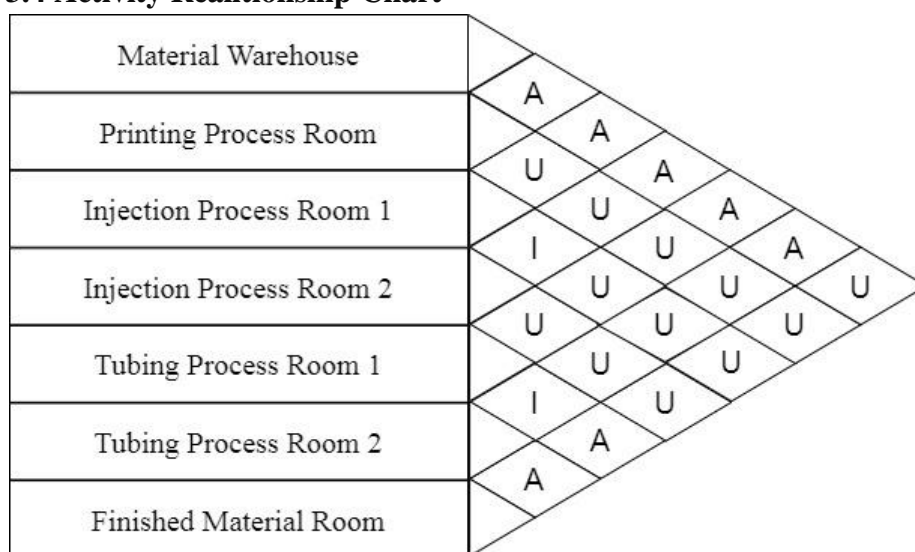 Activity Chart
Material Warehouse
A
Printing Process Room A
U A
Injection Process Room 1 U A
I U A
Injection Process Room 2 U U U
U U U
Tubing Process Room 1 U U
I U
Tubing Process Room 2 A
A
Finished Material Room